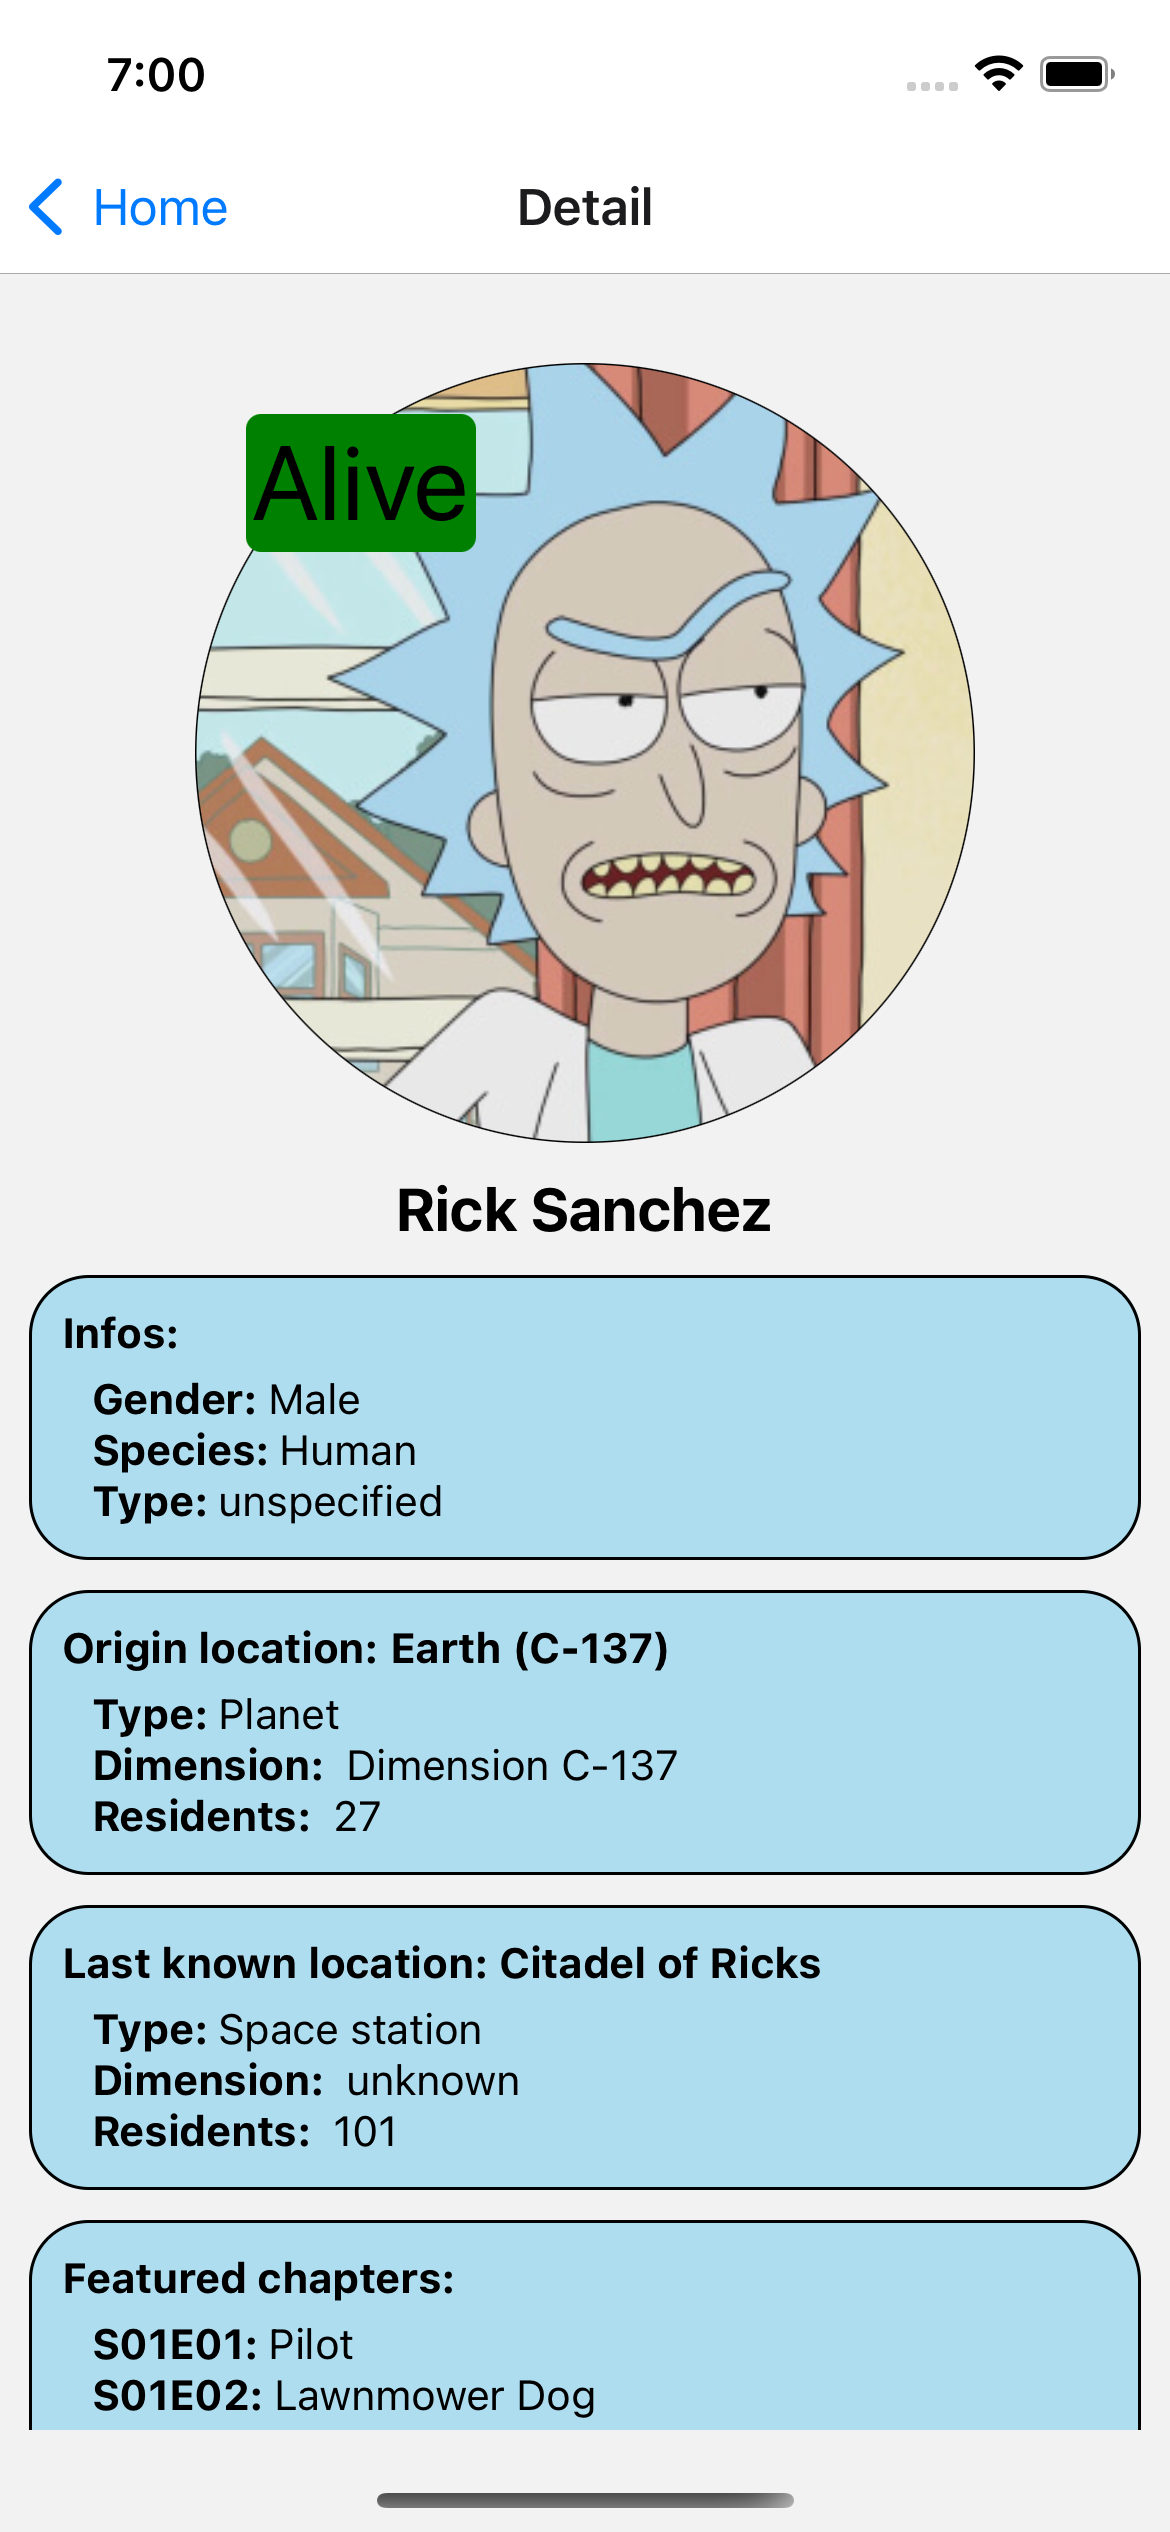 7:00
Home
Detail
Alive
Rick Sanchez
Infos:
Gender: Male
Species: Human
Type: unspecified
Origin location: Earth (C-137)
Type: Planet
Dimension:  Dimension C-137
Residents:  27
Last known location: Citadel of Ricks
Type: Space station
Dimension:  unknown
Residents:  101
Featured chapters:
S01E01: Pilot
S01E02: Lawnmower Dog